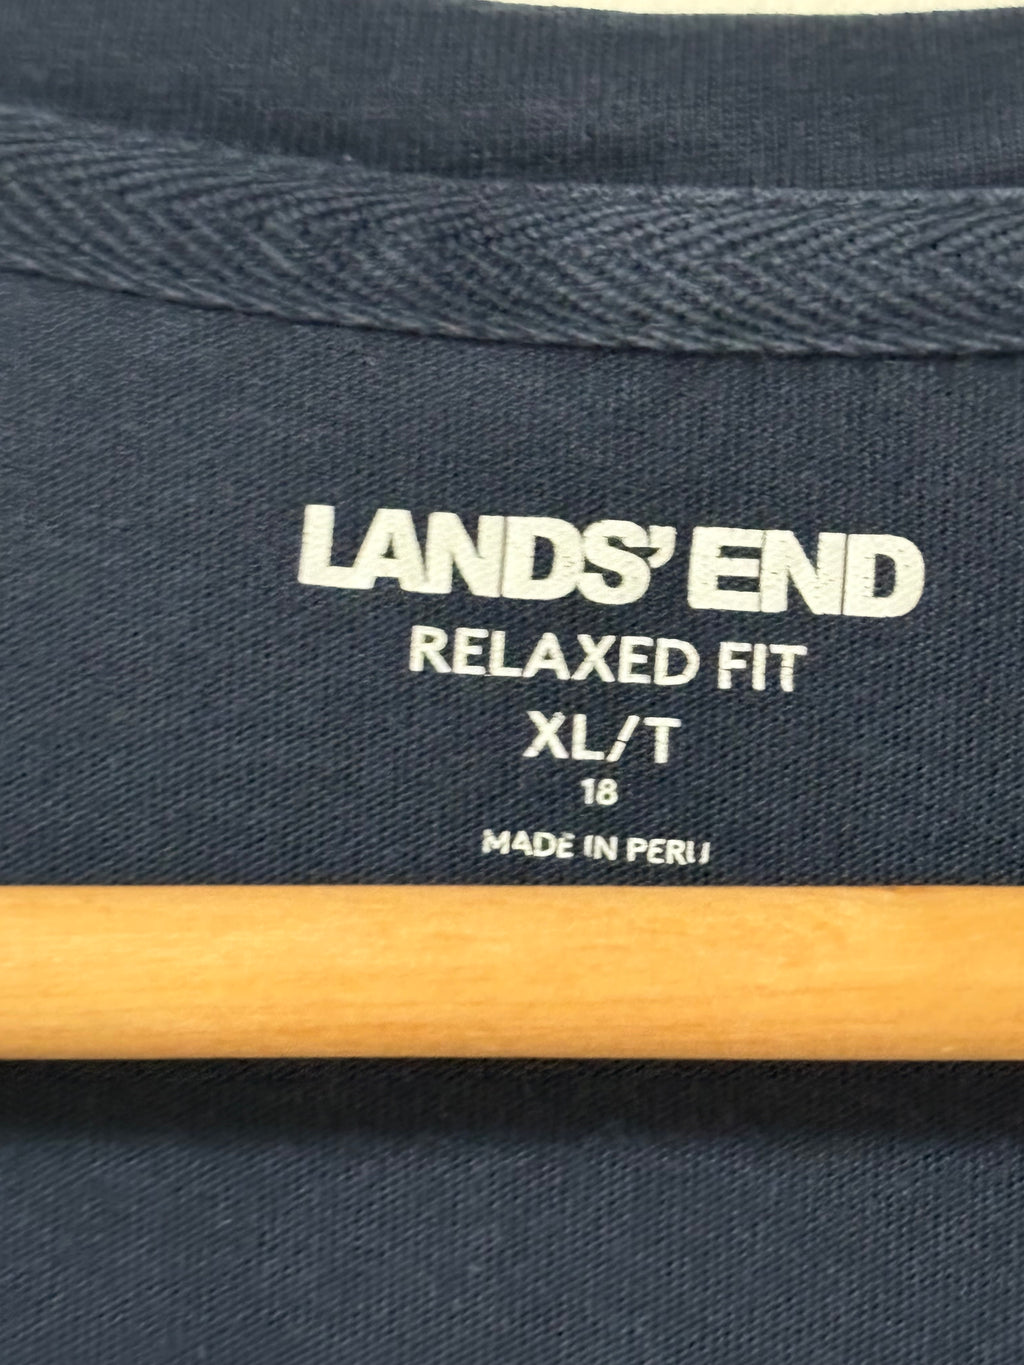 LANDS' END
RELAXED FIT
XL/T
18
MADE IN PERU